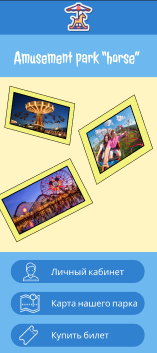 Amusement park "horse"
Личный кабинет
Карта нашего парка
Купить билет